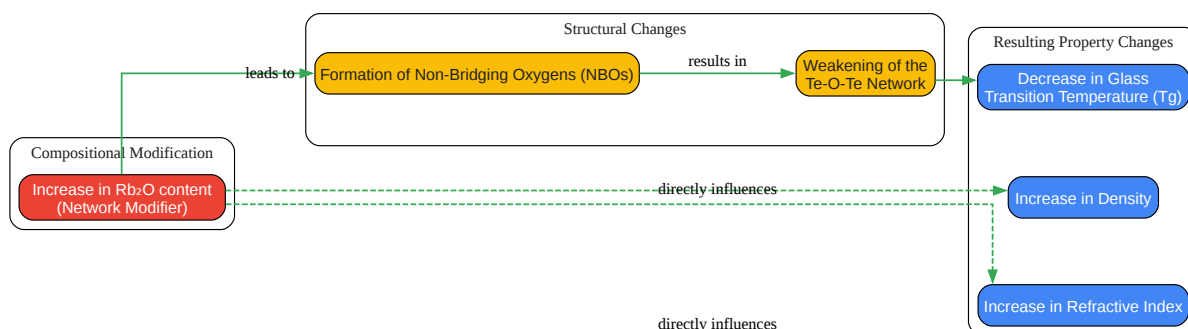 Structural Changes
Resulting Property Changes
leads to
Formation of Non-Bridging Oxygens (NBOs)
results in
Weakening of the
Te-O-Te Network
Decrease in Glass
Transition Temperature (Tg)
Compositional Modification
Increase in Rb₂O content
(Network Modifier)
directly influences
Increase in Density
Increase in Refractive Index
directly influences